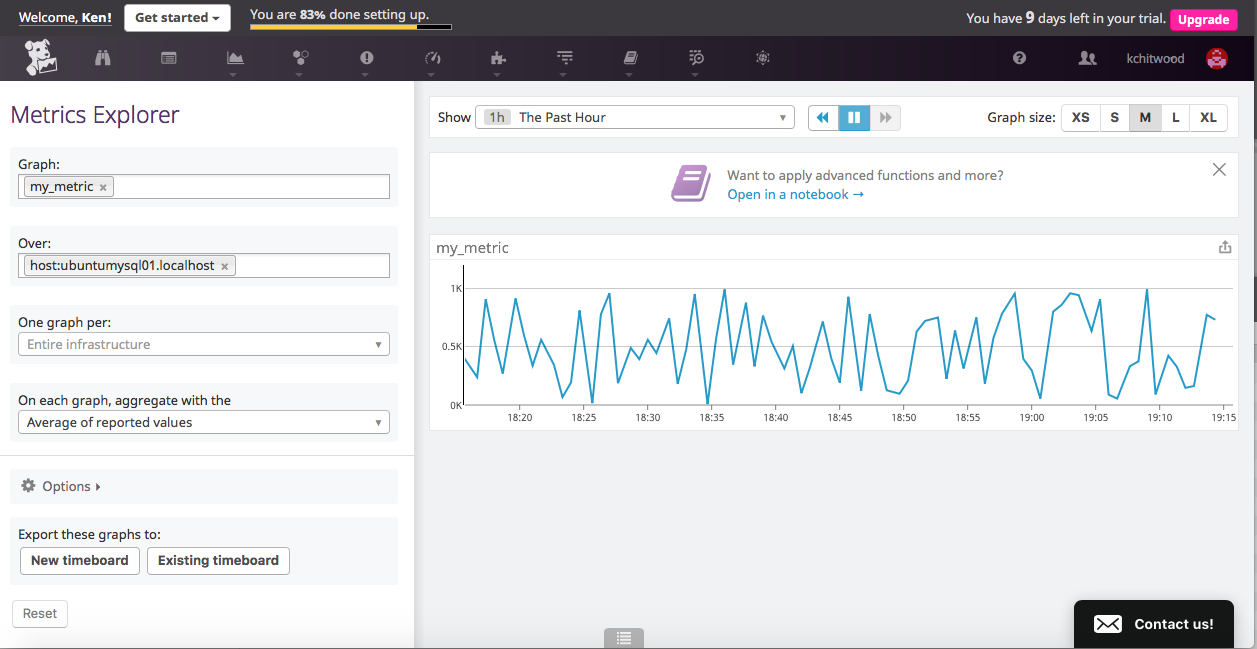 Welcome, Ken!
Get started
You are 83% done setting up.
You have 9 days left in your trial.
Upgrade
kchitwood
Metrics Explorer
Graph:
my_metric ×
Over:
host:ubuntumysql01.localhost ×
One graph per:
Entire infrastructure
On each graph, aggregate with the
Average of reported values
Options
Export these graphs to:
New timeboard
Existing timeboard
Reset
Show 1h The Past Hour
Graph size: XS S M L XL
Want to apply advanced functions and more?
Open in a notebook →
my_metric
1K
0.5K
0K
18:20 18:25 18:30 18:35 18:40 18:45 18:50 18:55 19:00 19:05 19:10 19:15
Contact us!